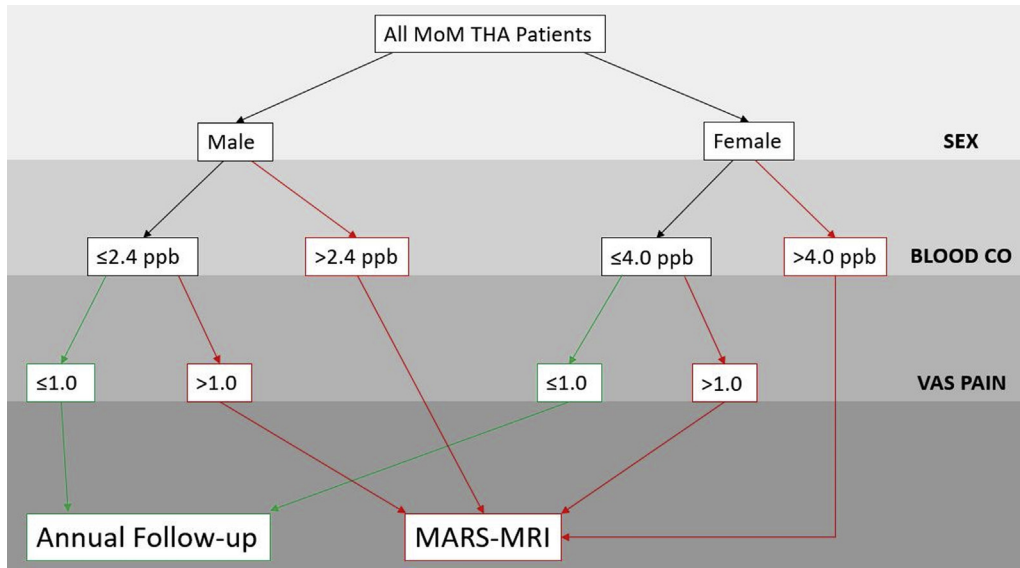 All MoM THA Patients
Male
Female
SEX
≤2.4 ppb
>2.4 ppb
≤4.0 ppb
>4.0 ppb
BLOOD CO
≤1.0
>1.0
≤1.0
>1.0
VAS PAIN
Annual Follow-up
MARS-MRI